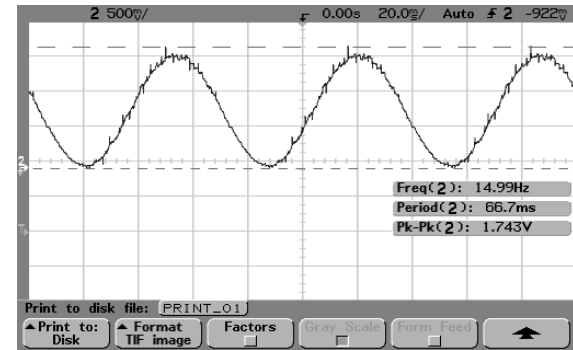 2 500mV/ 0.00s 20.0ms/ Auto 2 -922mV
2
T
Freq(2): 14.99Hz
Period(2): 66.7ms
Pk-Pk(2): 1.743V
Print to disk file: PRINT_01
Print to: Disk Format TIF image Factors Gray Scale Form Feed